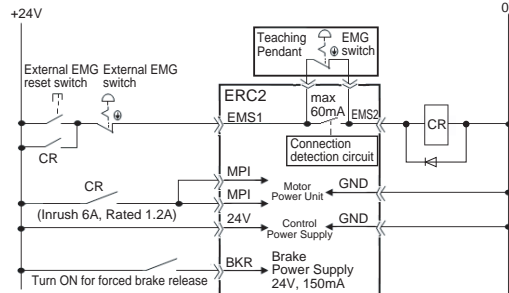 +24V
0
Teaching
Pendant
EMG
switch
External EMG
reset switch
External EMG
switch
ERC2
max
60mA
EMS1
EMS2
CR
CR
Connection
detection circuit
MPI
CR
MPI
Motor
Power Unit
GND
(Inrush 6A, Rated 1.2A)
24V
Control
Power Supply
GND
BKR
Brake
Power Supply
24V, 150mA
Turn ON for forced brake release